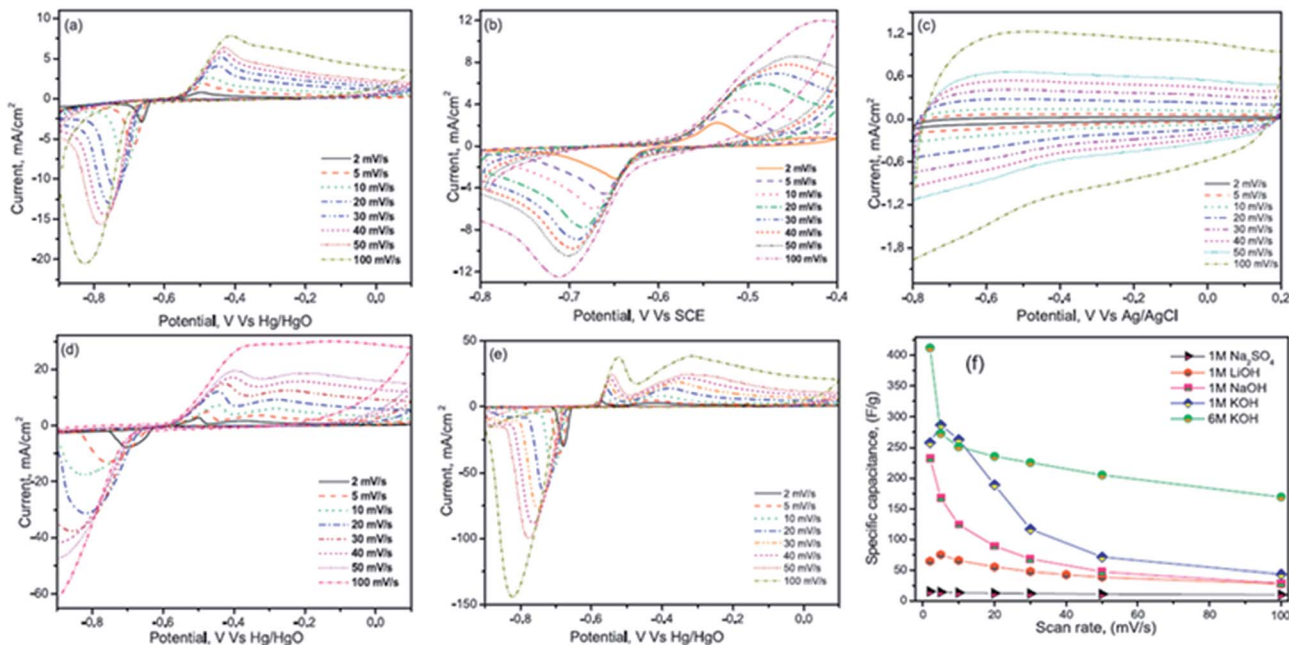 (a)
Current, mA/cm²
10
5
0
-5
-10
-15
-20
-0,8
-0,6
-0,4
-0,2
0,0
Potential, V Vs Hg/HgO
2 mV/s
5 mV/s
10 mV/s
20 mV/s
30 mV/s
40 mV/s
50 mV/s
100 mV/s
(b)
Current, mA/cm²
12
8
4
0
-4
-8
-12
-0.8
-0.7
-0.6
-0.5
-0.4
Potential, V Vs SCE
2 mV/s
5 mV/s
10 mV/s
20 mV/s
30 mV/s
40 mV/s
50 mV/s
100 mV/s
(c)
Current, mA/cm²
1.2
0.6
0.0
-0.6
-1.2
-1.8
-0,8
-0,6
-0,4
-0,2
0,0
0,2
Potential, V Vs Ag/AgCl
2 mV/s
5 mV/s
10 mV/s
20 mV/s
30 mV/s
40 mV/s
50 mV/s
100 mV/s
(d)
Current, mA/cm²
30
20
0
-20
-40
-60
-0,8
-0,6
-0,4
-0,2
0,0
Potential, V Vs Hg/HgO
2 mV/s
5 mV/s
10 mV/s
20 mV/s
30 mV/s
40 mV/s
50 mV/s
100 mV/s
(e)
Current, mA/cm²
50
0
-50
-100
-150
-0,8
-0,6
-0,4
-0,2
0,0
Potential, V Vs Hg/HgO
2 mV/s
5 mV/s
10 mV/s
20 mV/s
30 mV/s
40 mV/s
50 mV/s
100 mV/s
(f)
Specific capacitance, (F/g)
400
350
300
250
200
150
100
50
0
0
20
40
60
80
100
Scan rate, (mV/s)
1M Na₂SO₄
1M LiOH
1M NaOH
1M KOH
6M KOH